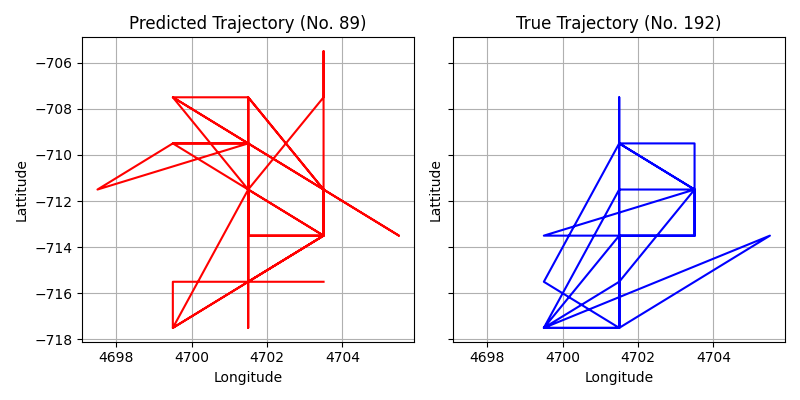 Predicted Trajectory (No. 89)
True Trajectory (No. 192)
−706
−708
−710
−712
−714
−716
−718
Lattitude
Lattitude
4698 4700 4702 4704
4698 4700 4702 4704
Longitude
Longitude